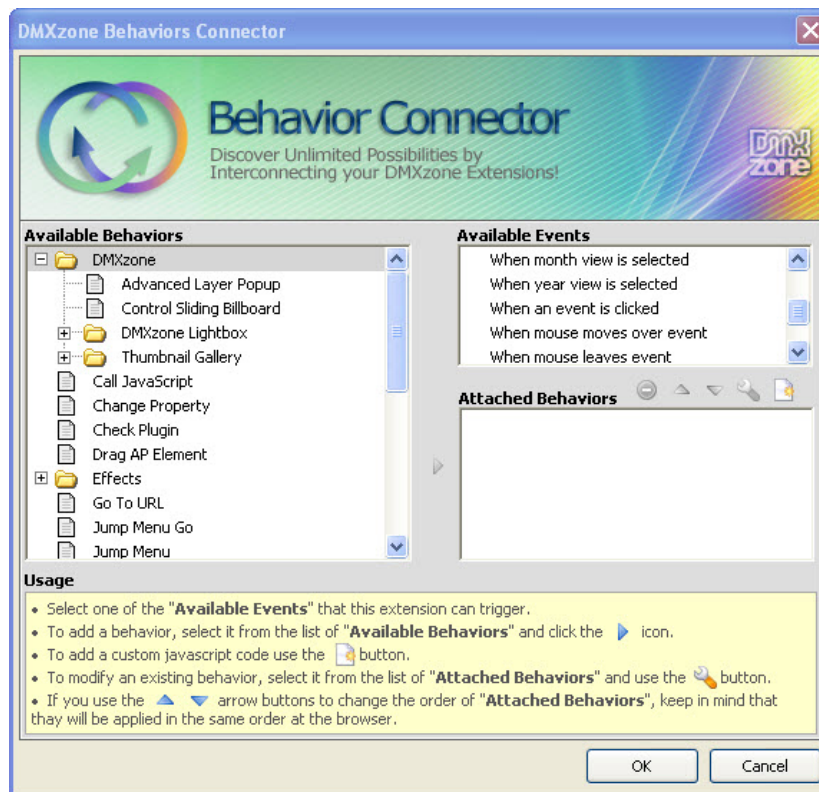 DMXzone Behaviors Connector
Behavior Connector
Discover Unlimited Possibilities by
Interconnecting your DMXzone Extensions!
DMX
zone
Available Behaviors
DMXzone
Advanced Layer Popup
Control Sliding Billboard
DMXzone Lightbox
Thumbnail Gallery
Call JavaScript
Change Property
Check Plugin
Drag AP Element
Effects
Go To URL
Jump Menu Go
Jump Menu
Available Events
When month view is selected
When year view is selected
When an event is clicked
When mouse moves over event
When mouse leaves event
Attached Behaviors
Usage
• Select one of the "Available Events" that this extension can trigger.
• To add a behavior, select it from the list of "Available Behaviors" and click the icon.
• To add a custom javascript code use the button.
• To modify an existing behavior, select it from the list of "Attached Behaviors" and use the button.
• If you use the arrow buttons to change the order of "Attached Behaviors", keep in mind that
thay will be applied in the same order at the browser.
OK
Cancel